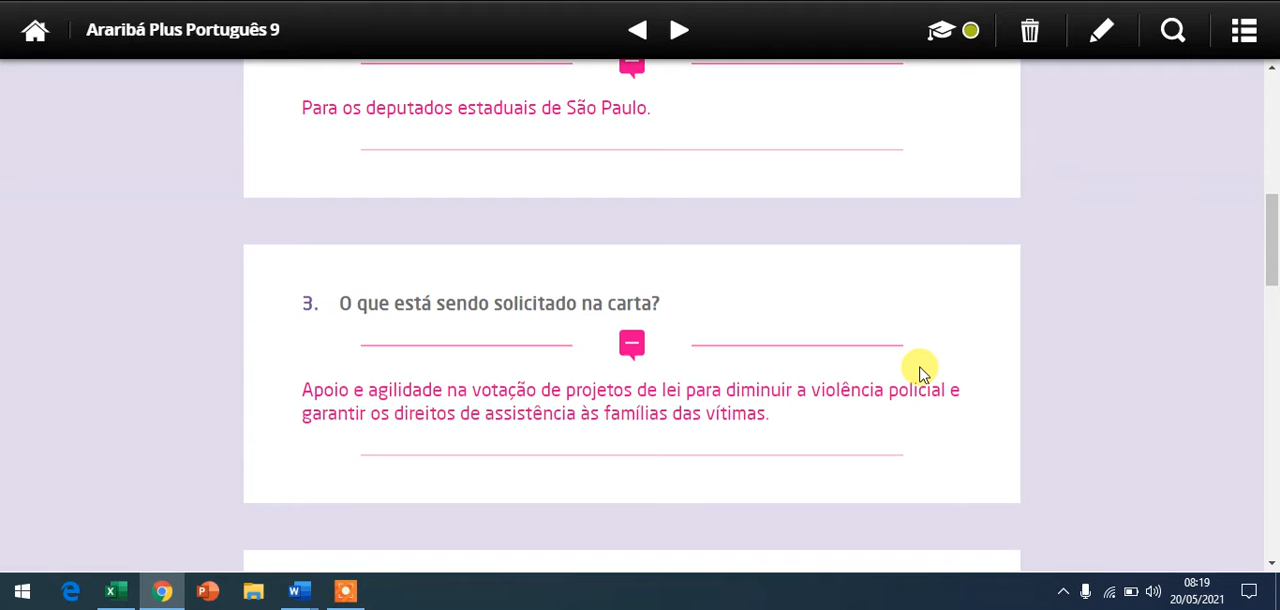 Araribá Plus Português 9
Para os deputados estaduais de São Paulo.
3. O que está sendo solicitado na carta?
Apoio e agilidade na votação de projetos de lei para diminuir a violência policial e
garantir os direitos de assistência às famílias das vítimas.
08:19
20/05/2021